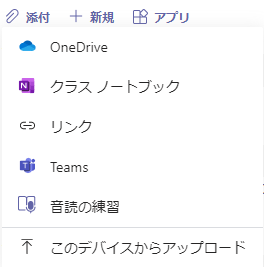 添付 新規 アプリ
OneDrive
クラス ノートブック
リンク
Teams
音読の練習
このデバイスからアップロード